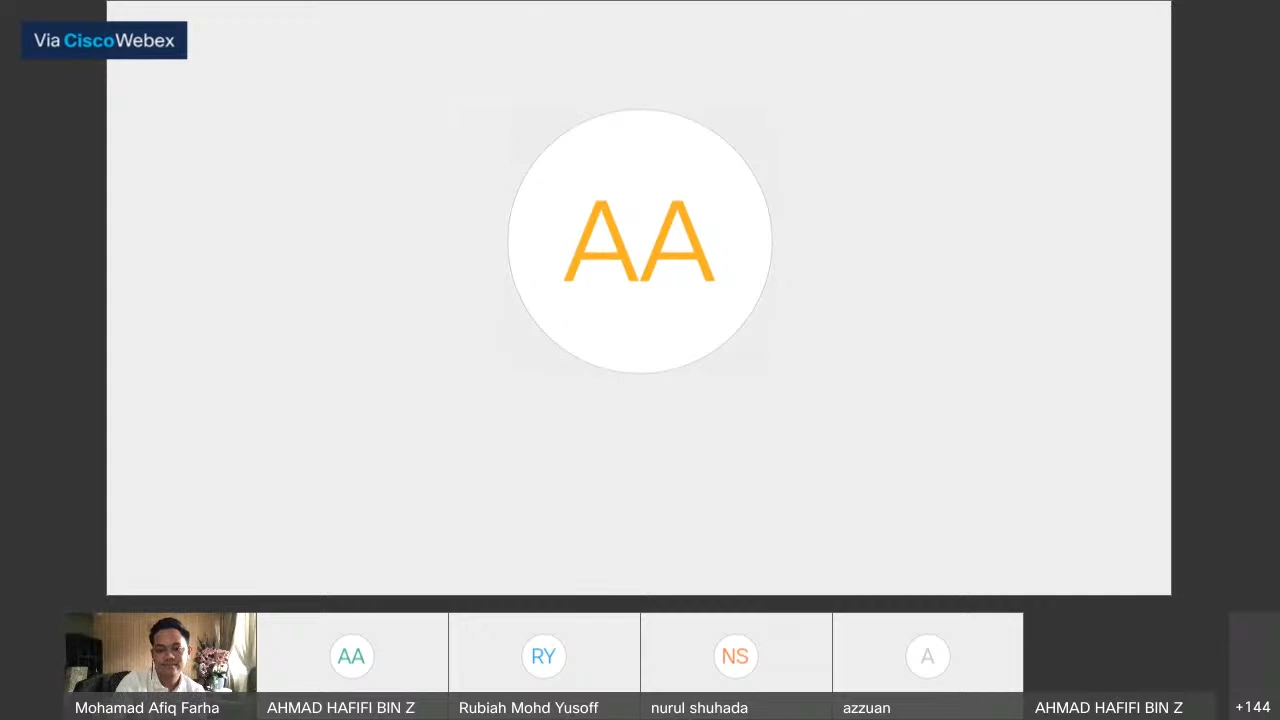 Via CiscoWebex
AA
AA
RY
NS
A
Mohamad Afiq Farha
AHMAD HAFIFI BIN Z
Rubiah Mohd Yusoff
nurul shuhada
azzuan
AHMAD HAFIFI BIN Z
+144